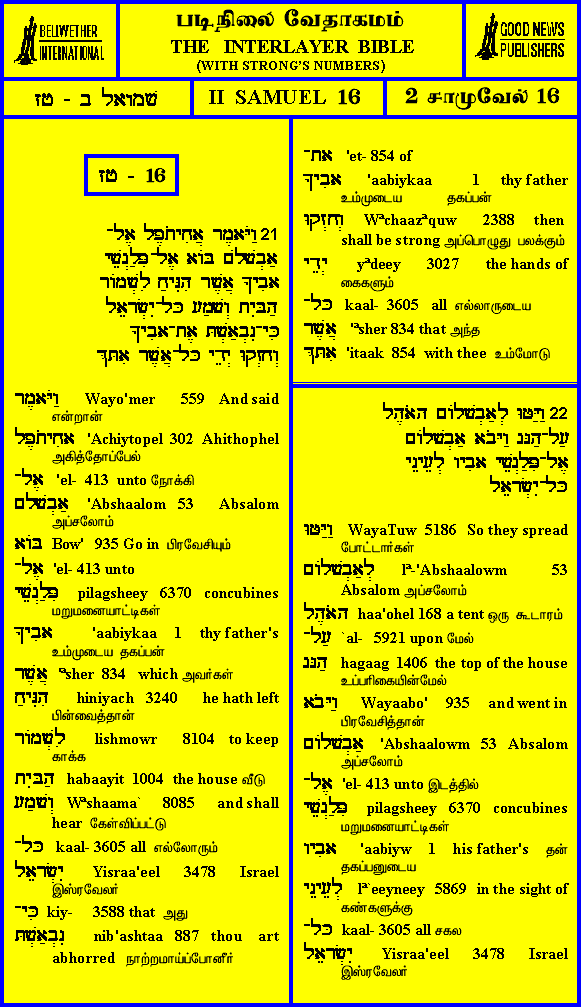 BELLWETHER
INTERNATIONAL
படிநிலை வேதாகமம்
THE INTERLAYER BIBLE
(WITH STRONG'S NUMBERS)
GOOD NEWS
PUBLISHERS
שמואל ב - טז
II SAMUEL 16
2 சாமுவேல் 16
טז - 16
21 וַיֹּאמֶר אֲחִיתֹפֶל אֶל־
אַבְשָׁלֹם בּוֹא אֶל־פִּלַגְשֵׁי
אָבִיךָ אֲשֶׁר הִנִּיחַ לִשְׁמוֹר
הַבָּיִת וְשָׁמַע כָּל־יִשְׂרָאֵל
כִּי־נִבְאַשְׁתָּ אֶת־אָבִיךָ
וְחָזְקוּ יְדֵי כָּל־אֲשֶׁר אִתָּךְ
וַיֹּאמֶר Wayo'mer 559 And said
என்றான்
אֲחִיתֹפֶל 'Achiytopel 302 Ahithophel
அகித்தோப்பேல்
אֶל־ 'el- 413 unto நோக்கி
אַבְשָׁלֹם 'Abshaalom 53 Absalom
அப்சலோம்
בּוֹא Bow' 935 Go in பிரவேசியும்
אֶל־ 'el- 413 unto
פִּלַגְשֵׁי pilagsheey 6370 concubines
மறுமனையாட்டிகள்
אָבִיךָ 'aabiykaa 1 thy father's
உம்முடைய தகப்பன்
אֲשֶׁר ªsher 834 which அவர்கள்
הִנִּיחַ hiniyach 3240 he hath left
பின்வைத்தான்
לִשְׁמוֹר lishmowr 8104 to keep
காக்க
הַבָּיִת habaayit 1004 the house வீடு
וְשָׁמַע Wªshaama` 8085 and shall
hear கேள்விப்பட்டு
כָּל־ kaal- 3605 all எல்லோரும்
יִשְׂרָאֵל Yisraa'eel 3478 Israel
இஸ்ரவேலர்
כִּי־ kiy- 3588 that அது
נִבְאַשְׁתָּ nib'ashtaa 887 thou art
abhorred நாற்றமாய்ப்போனீர்
אֶת־ 'et- 854 of
אָבִיךָ 'aabiykaa 1 thy father
உம்முடைய தகப்பன்
וְחָזְקוּ Wªchaazªquw 2388 then
shall be strong அப்பொழுது பலக்கும்
יְדֵי yªdeey 3027 the hands of
கைகளும்
כָּל־ kaal- 3605 all எல்லாருடைய
אֲשֶׁר 'ªsher 834 that அந்த
אִתָּךְ 'itaak 854 with thee உம்மோடு
22 וַיַּטּוּ לְאַבְשָׁלוֹם הָאֹהֶל
עַל־הַגָּג וַיָּבֹא אַבְשָׁלוֹם
אֶל־פִּלַגְשֵׁי אָבִיו לְעֵינֵי
כָּל־יִשְׂרָאֵל
וַיַּטּוּ WayaTuw 5186 So they spread
போட்டார்கள்
לְאַבְשָׁלוֹם lª-'Abshaalowm 53
Absalom அப்சலோம்
הָאֹהֶל haa'ohel 168 a tent ஒரு கூடாரம்
עַל־ `al- 5921 upon மேல்
הַגָּג hagaag 1406 the top of the house
உப்பரிகையின்மேல்
וַיָּבֹא Wayaabo' 935 and went in
பிரவேசித்தான்
אַבְשָׁלוֹם 'Abshaalowm 53 Absalom
அப்சலோம்
אֶל־ 'el- 413 unto இடத்தில்
פִּלַגְשֵׁי pilagsheey 6370 concubines
மறுமனையாட்டிகள்
אָבִיו 'aabiyw 1 his father's தன்
தகப்பனுடைய
לְעֵינֵי lª`eeyneey 5869 in the sight of
கண்களுக்கு
כָּל־ kaal- 3605 all சகல
יִשְׂרָאֵל Yisraa'eel 3478 Israel
இஸ்ரவேலர்